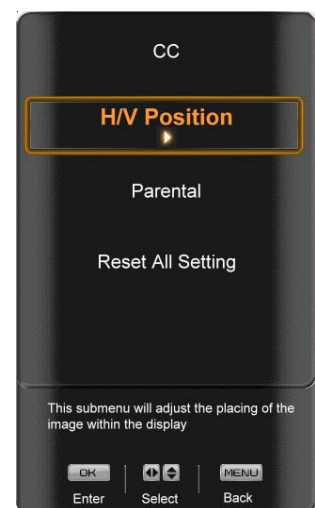 CC
H/V Position
Parental
Reset All Setting
This submenu will adjust the placing of the
image within the display
OK MENU
Enter Select Back